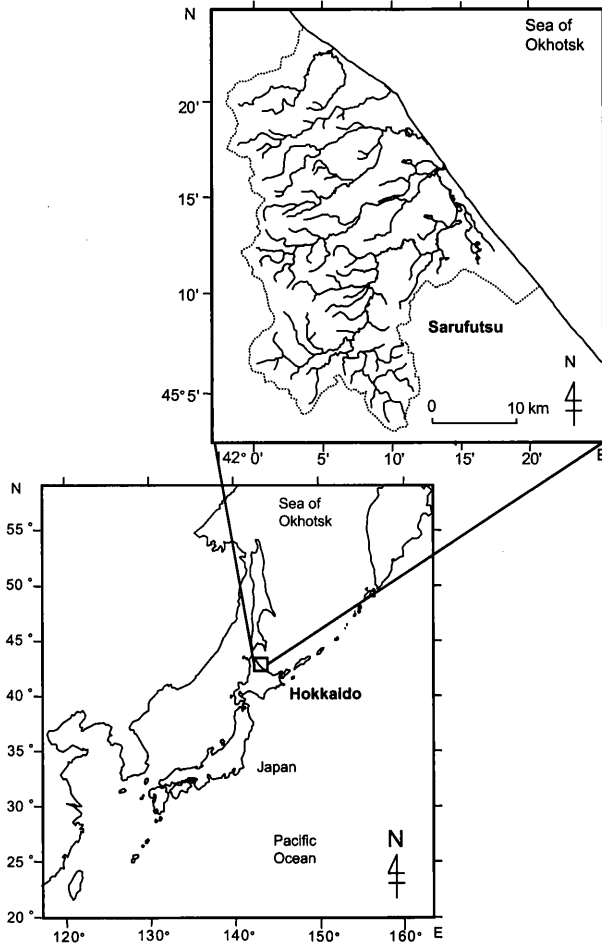 N
Sea of
Okhotsk
20'
15'
10'
Sarufutsu
N
45° 5'
0 10 km
42° 0' 5' 10' 15' 20' E
N
Sea of
Okhotsk
55°
50°
45°
40°
Hokkaido
35°
Japan
30°
Pacific
Ocean
N
25°
20°
120° 130° 140° 150° 160° E